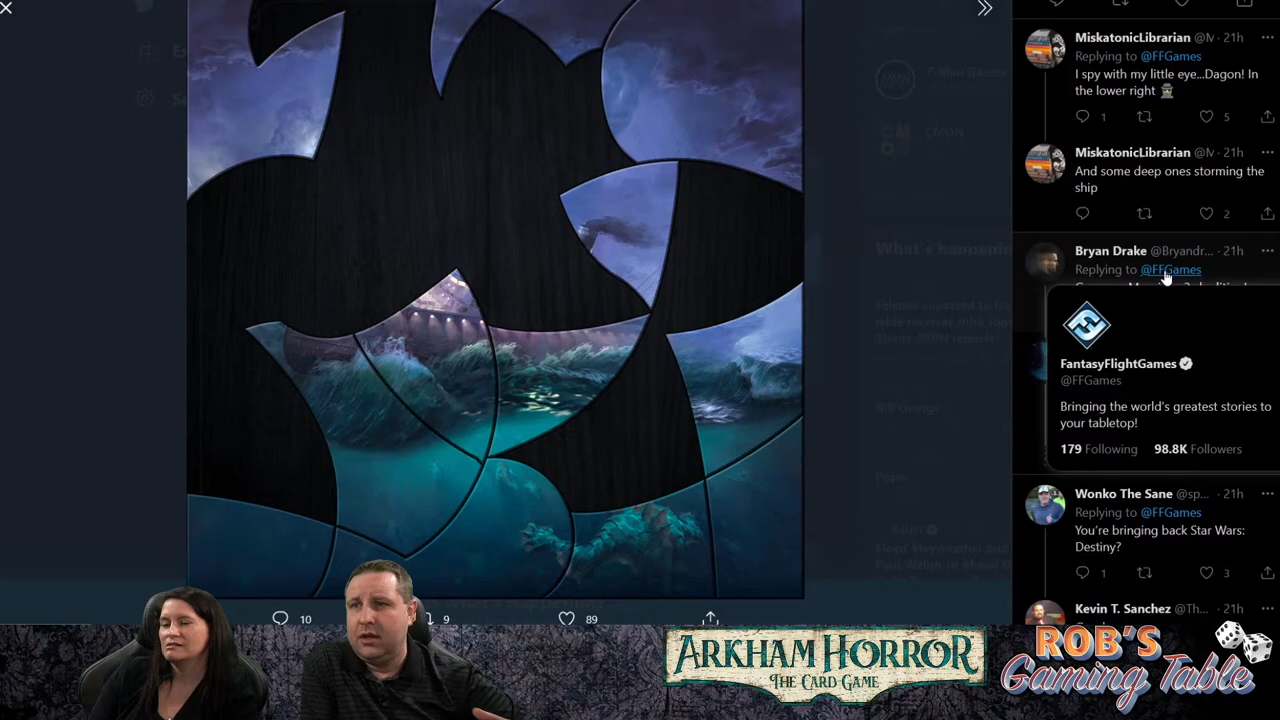 MiskatonicLibrarian @M · 21h
Replying to @FFGames
I spy with my little eye...Dagon! In
the lower right
1
5
MiskatonicLibrarian @M · 21h
And some deep ones storming the
ship
2
Bryan Drake @Bryandr... · 21h
Replying to @FFGames
FantasyFlightGames
@FFGames
Bringing the world's greatest stories to
your tabletop!
179 Following 98.8K Followers
Wonko The Sane @sp... · 21h
Replying to @FFGames
You're bringing back Star Wars:
Destiny?
1
3
Kevin T. Sanchez @Th... · 21h
10
9
89
CMON
What's happenin
ARKHAM HORROR
THE CARD GAME
ROB'S
Gaming Table